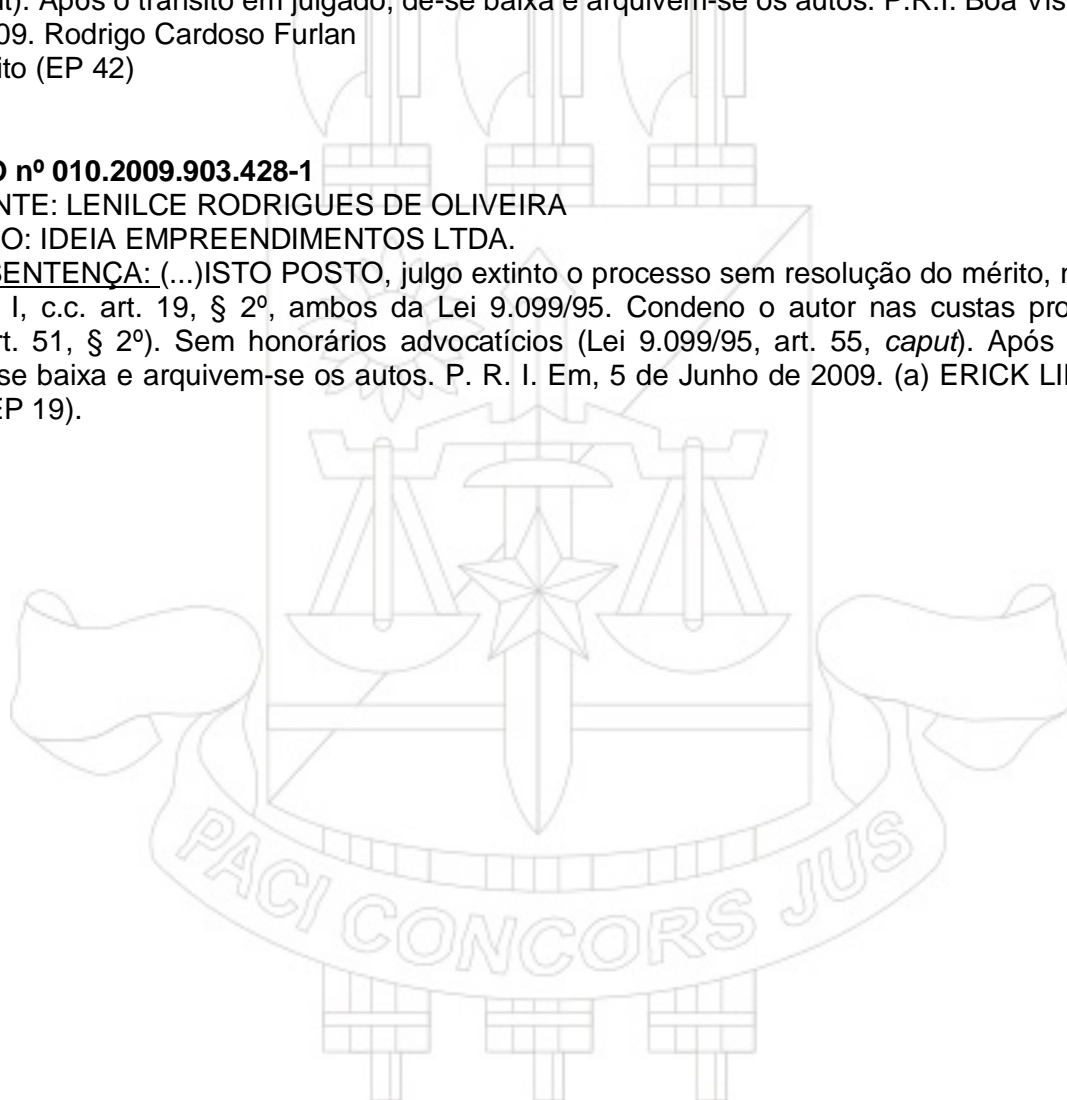 t). Após o trânsito em julgado, dê-se baixa e arquivem-se os autos. P.R.I. Boa Vis
09. Rodrigo Cardoso Furlan
ito (EP 42)
O nº 010.2009.903.428-1
NTE: LENILCE RODRIGUES DE OLIVEIRA
O: IDEIA EMPREENDIMENTOS LTDA.
SENTENÇA: (...)ISTO POSTO, julgo extinto o processo sem resolução do mérito,
I, c.c. art. 19, § 2º, ambos da Lei 9.099/95. Condeno o autor nas custas pro
rt. 51, § 2º). Sem honorários advocatícios (Lei 9.099/95, art. 55, caput). Após
se baixa e arquivem-se os autos. P. R. I. Em, 5 de Junho de 2009. (a) ERICK LI
EP 19).
PACI CONCORS JUS